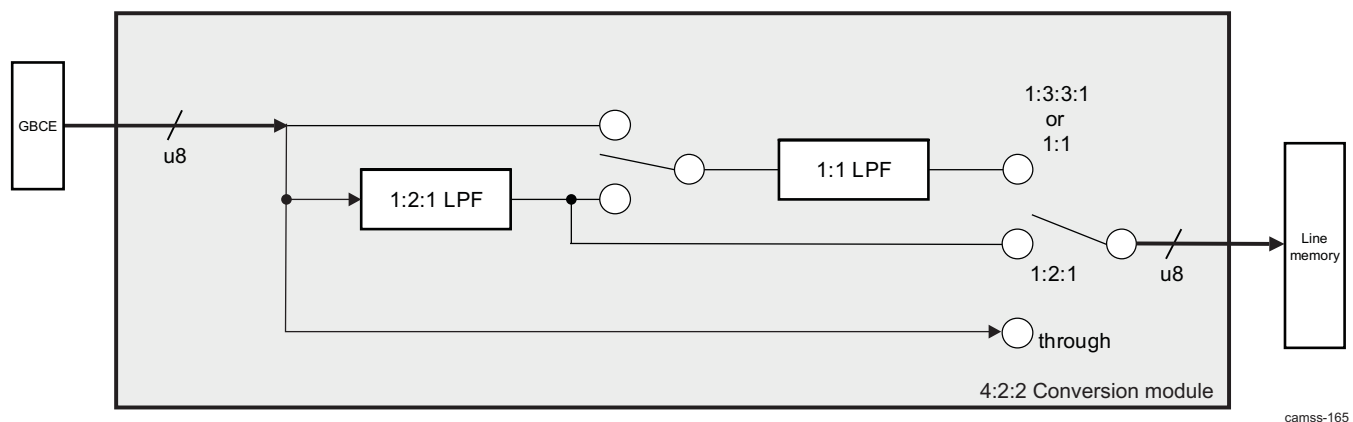 GBCE
u8
1:2:1 LPF
1:1 LPF
1:3:3:1
or
1:1
1:2:1
u8
through
Line
memory
4:2:2 Conversion module
camss-165